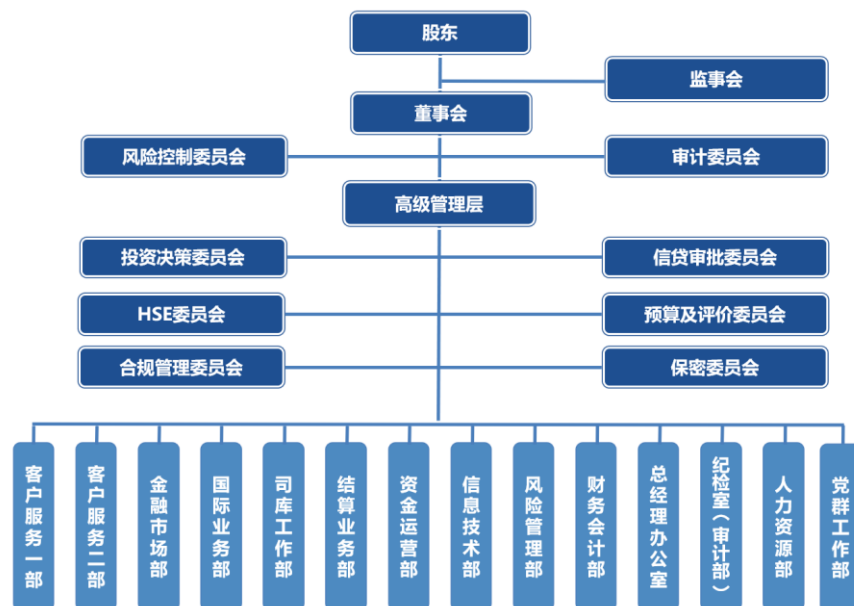 股东
监事会
董事会
风险控制委员会
审计委员会
高级管理层
投资决策委员会
信贷审批委员会
HSE委员会
预算及评价委员会
合规管理委员会
保密委员会
客户服务一部
客户服务二部
金融市场部
国际业务部
司库工作部
结算业务部
资金运营部
信息技术部
风险管理部
财务会计部
总经理办公室
纪检室（审计部）
人力资源部
党群工作部